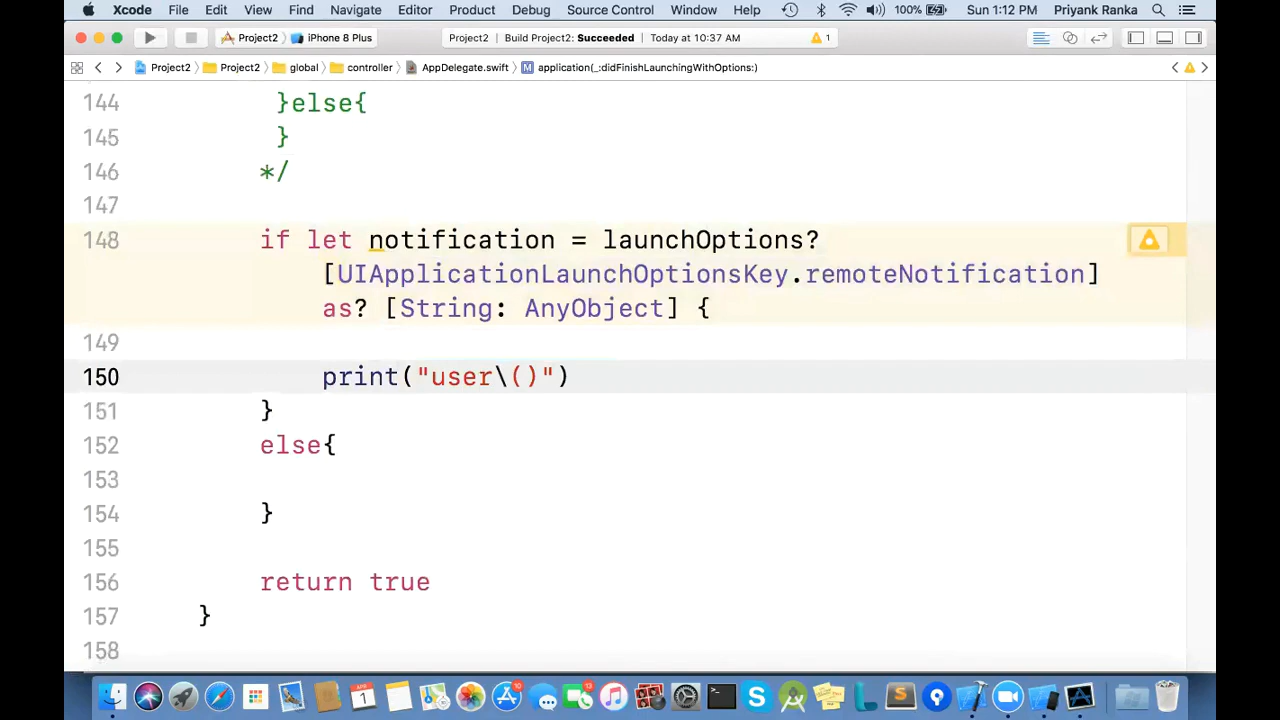 Xcode File Edit View Find Navigate Editor Product Debug Source Control Window Help 100% Sun 1:12 PM Priyank Ranka
Project2 iPhone 8 Plus Project2 Build Project2: Succeeded Today at 10:37 AM 1
Project2 Project2 global controller AppDelegate.swift M application(_:didFinishLaunchingWithOptions:)
144 }else{
145 }
146 */
147
148 if let notification = launchOptions?
[UIApplicationLaunchOptionsKey.remoteNotification]
as? [String: AnyObject] {
149
150 print("user\()")
151 }
152 else{
153
154 }
155
156 return true
157 }
158